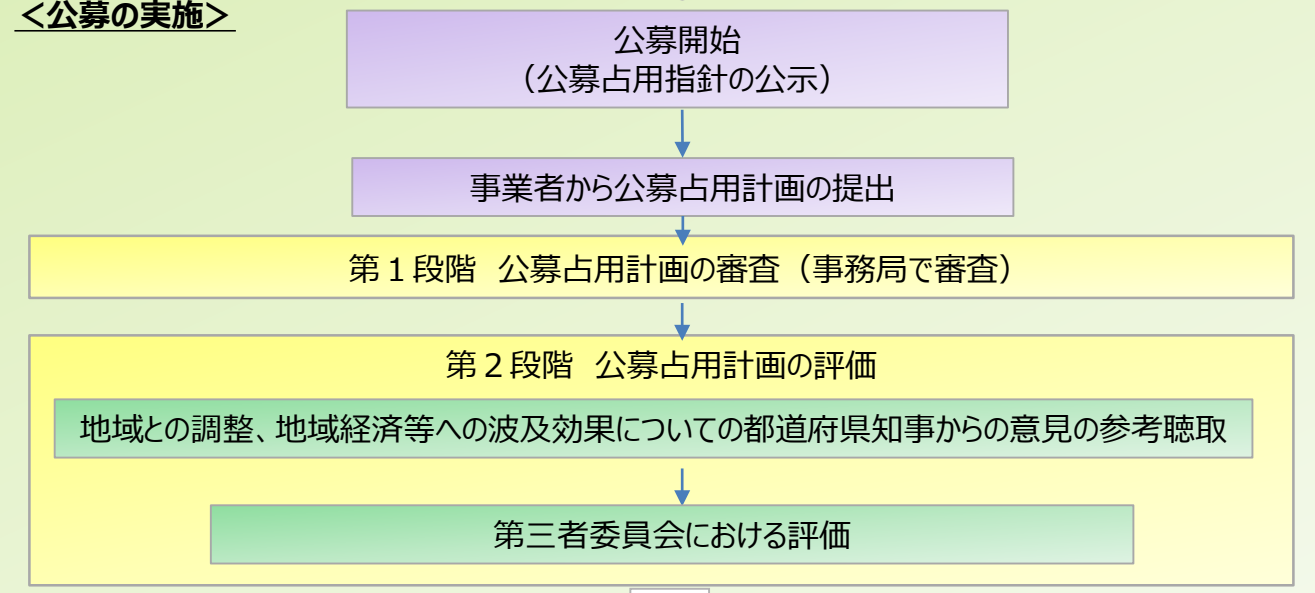 ＜公募の実施＞
公募開始
（公募占用指針の公示）
事業者から公募占用計画の提出
第１段階 公募占用計画の審査（事務局で審査）
第２段階 公募占用計画の評価
地域との調整、地域経済等への波及効果についての都道府県知事からの意見の参考聴取
第三者委員会における評価